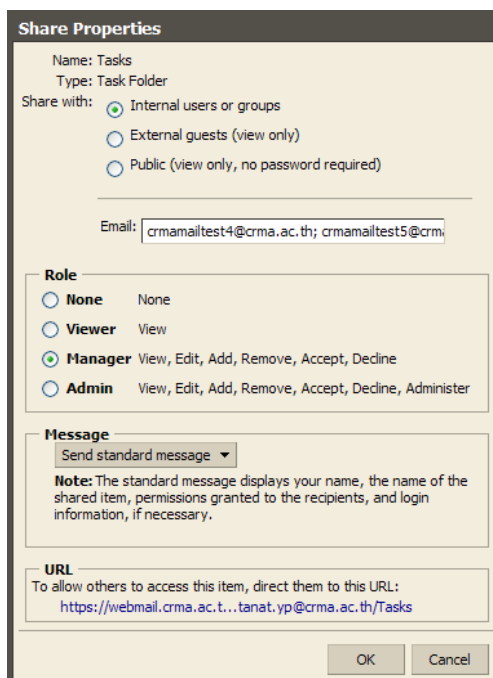 Share Properties
Name: Tasks
Type: Task Folder
Share with: Internal users or groups
External guests (view only)
Public (view only, no password required)
Email: crmamailtest4@crma.ac.th; crmamailtest5@crm
Role
None None
Viewer View
Manager View, Edit, Add, Remove, Accept, Decline
Admin View, Edit, Add, Remove, Accept, Decline, Administer
Message
Send standard message
Note: The standard message displays your name, the name of the
shared item, permissions granted to the recipients, and login
information, if necessary.
URL
To allow others to access this item, direct them to this URL:
https://webmail.crma.ac.t...tanat.yp@crma.ac.th/Tasks
OK Cancel